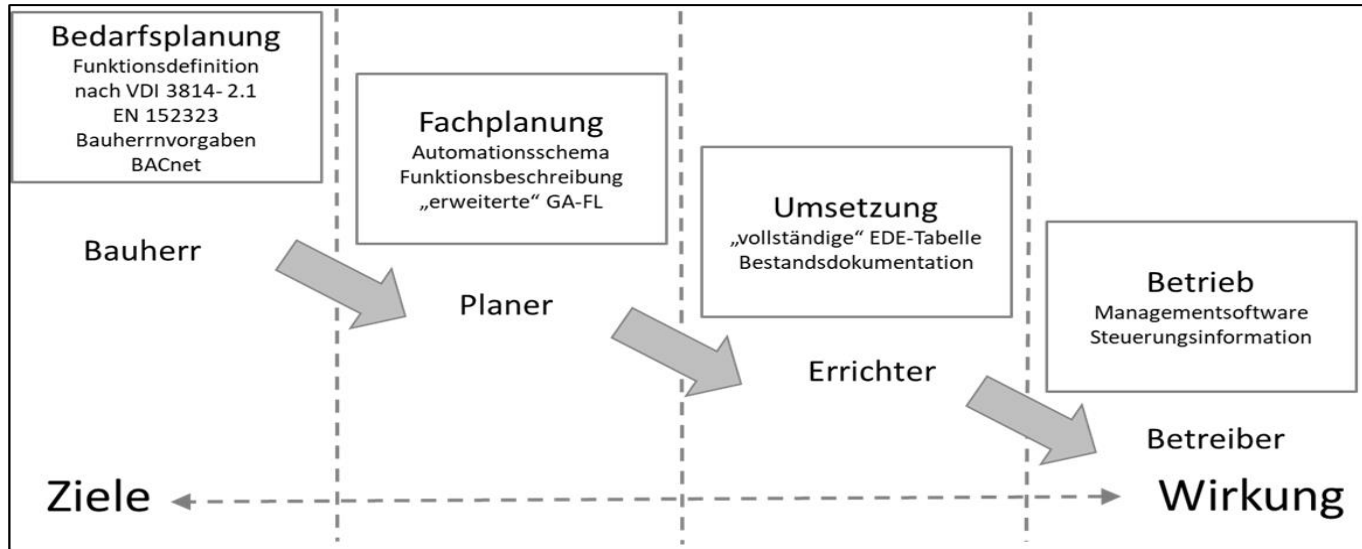 Bedarfsplanung
Funktionsdefinition
nach VDI 3814- 2.1
EN 152323
Bauherrnvorgaben
BACnet
Bauherr
Fachplanung
Automationsschema
Funktionsbeschreibung
„erweiterte“ GA-FL
Planer
Umsetzung
„vollständige“ EDE-Tabelle
Bestandsdokumentation
Errichter
Betrieb
Managementsoftware
Steuerungsinformation
Betreiber
Ziele
Wirkung